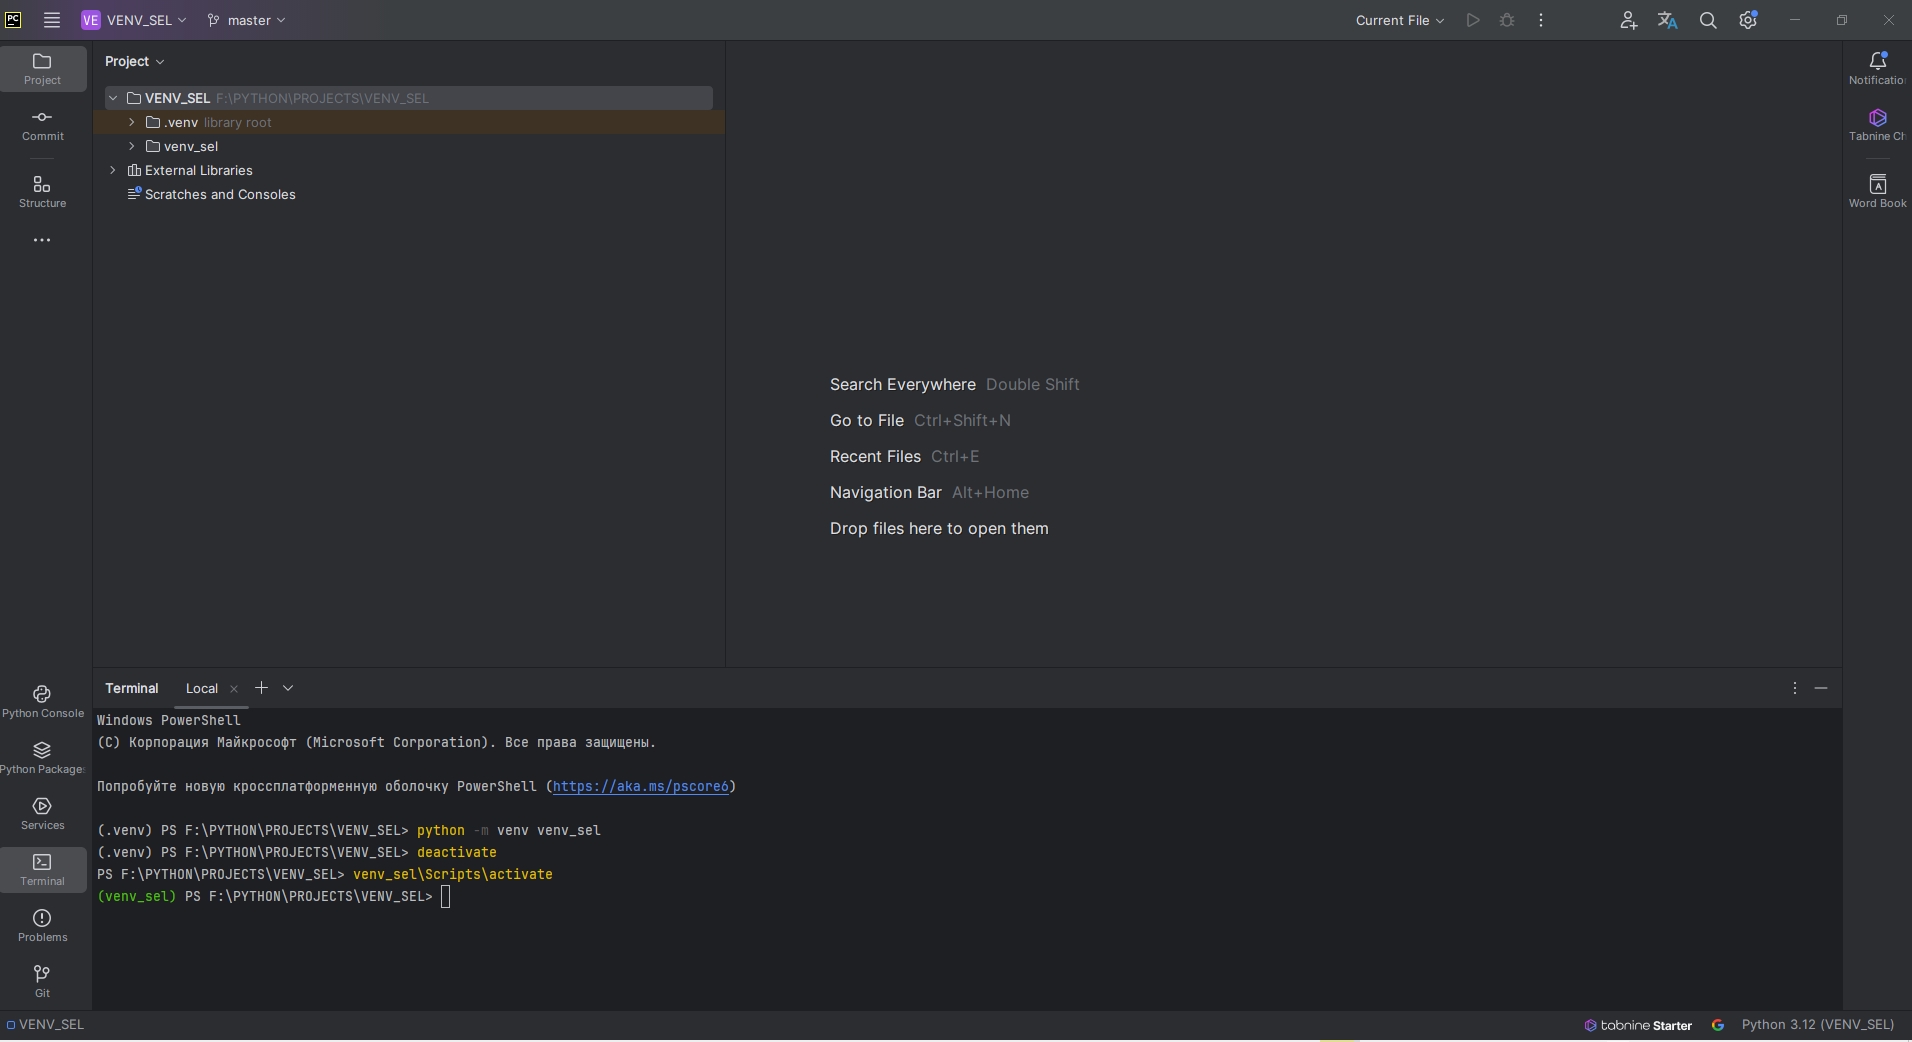 PC
VE VENV_SEL master Current File
Project
Project
VENV_SEL F:\PYTHON\PROJECTS\VENV_SEL
.venv library root
venv_sel
External Libraries
Scratches and Consoles
Commit
Structure
Search Everywhere Double Shift
Go to File Ctrl+Shift+N
Recent Files Ctrl+E
Navigation Bar Alt+Home
Drop files here to open them
Notificatio
Tabnine Ch
Word Book
Python Console
Python Package
Services
Terminal
Problems
Git
Terminal Local
Windows PowerShell
(C) Корпорация Майкрософт (Microsoft Corporation). Все права защищены.
Попробуйте новую кроссплатформенную оболочку PowerShell (https://aka.ms/pscore6)
(.venv) PS F:\PYTHON\PROJECTS\VENV_SEL> python -m venv venv_sel
(.venv) PS F:\PYTHON\PROJECTS\VENV_SEL> deactivate
PS F:\PYTHON\PROJECTS\VENV_SEL> venv_sel\Scripts\activate
(venv_sel) PS F:\PYTHON\PROJECTS\VENV_SEL>
VENV_SEL tabnine Starter Python 3.12 (VENV_SEL)